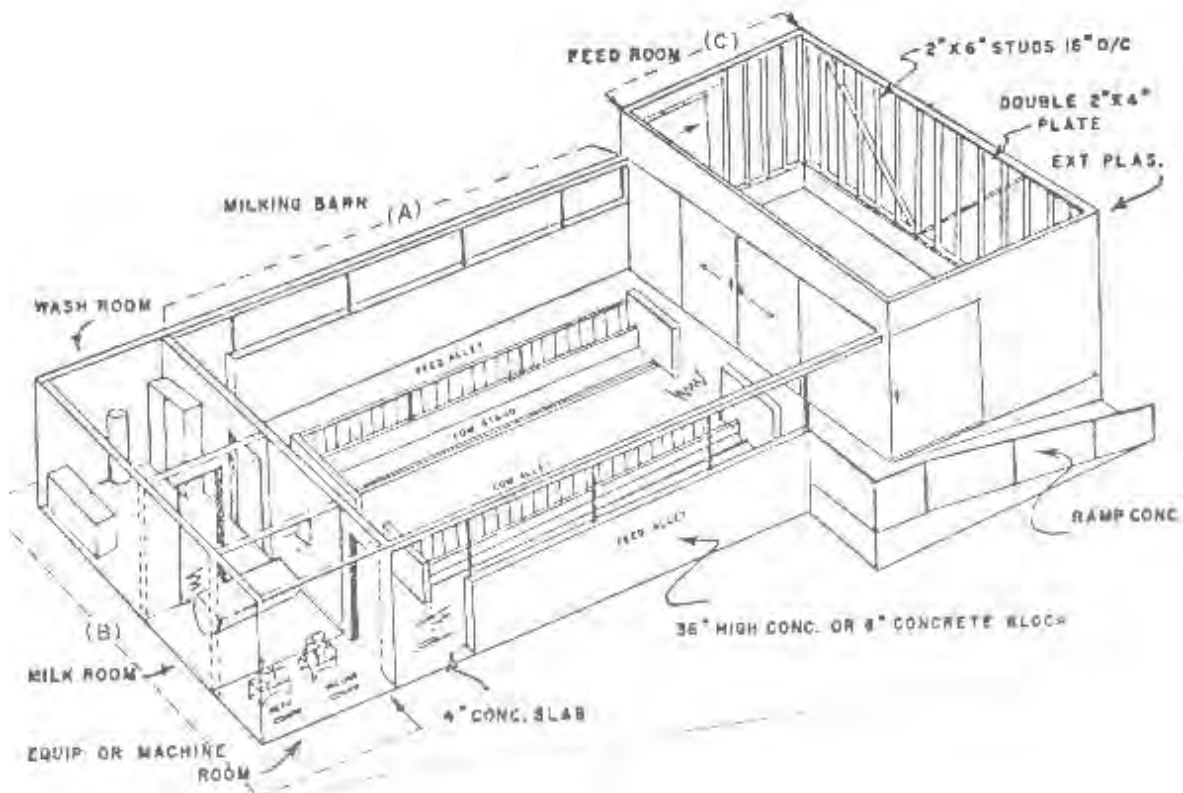 FEED ROOM (C)
2" X 6" STUDS 16" O/C
DOUBLE 2" X 4"
PLATE
EXT PLAS.
MILKING BARN
(A)
WASH ROOM
FEED ALLEY
COW STAND
COW ALLEY
FEED ALLEY
RAMP CONC
36" HIGH CONC. OR 8" CONCRETE BLOCK
(B)
MILK ROOM
4" CONC. SLAB
EQUIP OR MACHINE
ROOM